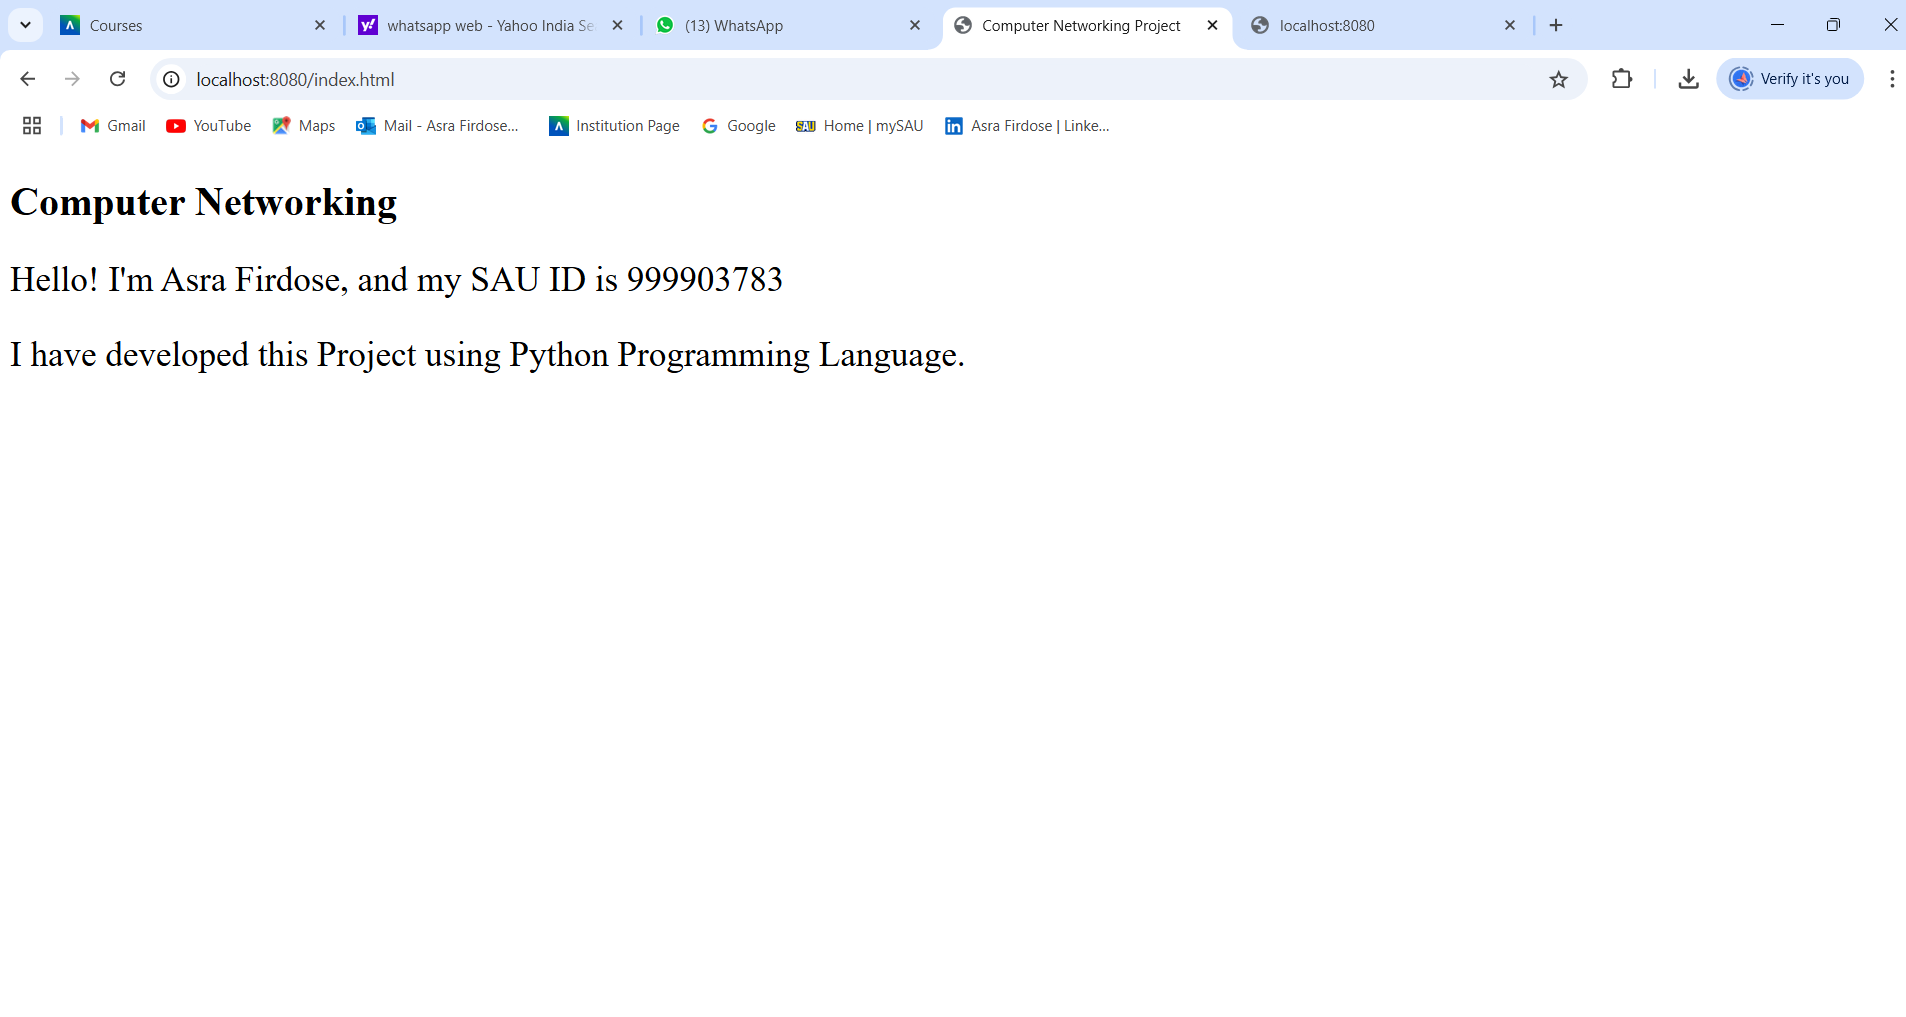 Courses
whatsapp web - Yahoo India Se
(13) WhatsApp
Computer Networking Project
localhost:8080
localhost:8080/index.html
Verify it's you
Gmail
YouTube
Maps
Mail - Asra Firdose...
Institution Page
Google
SAU Home | mySAU
in Asra Firdose | Linke...
Computer Networking
Hello! I'm Asra Firdose, and my SAU ID is 999903783
I have developed this Project using Python Programming Language.